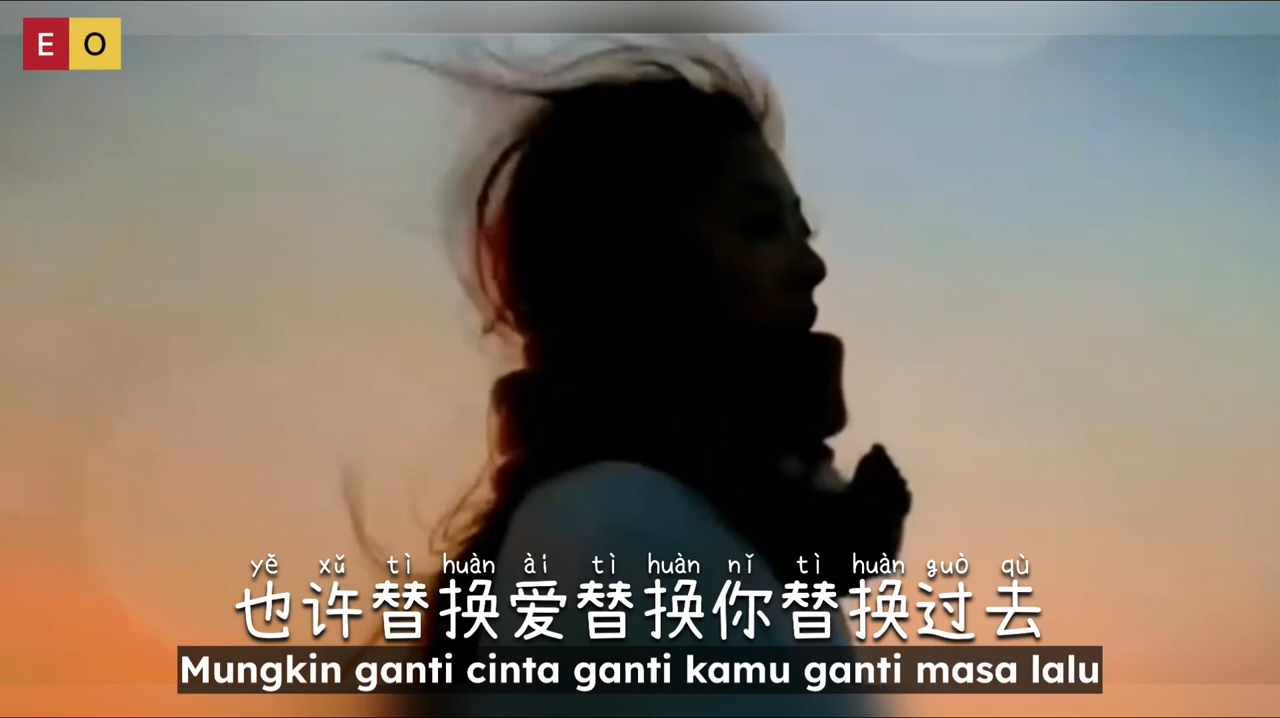 E O
yě xǔ tì huàn ài tì huàn nǐ tì huàn guò qù
也许替换爱替换你替换过去
Mungkin ganti cinta ganti kamu ganti masa lalu